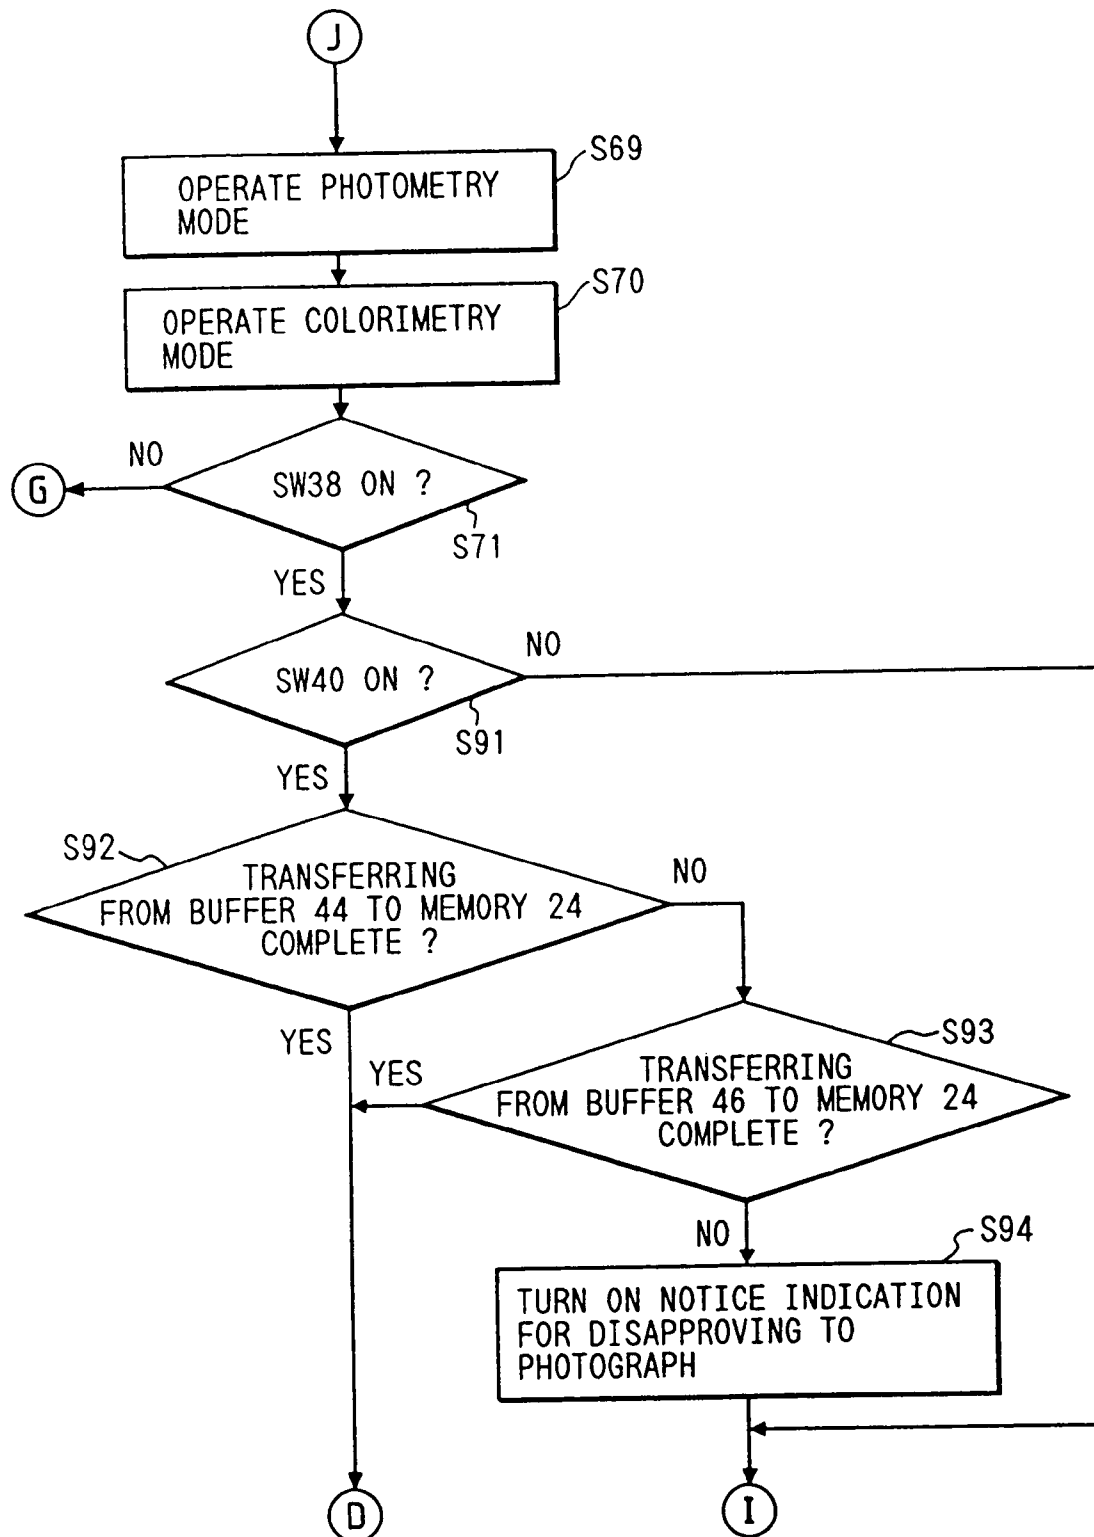 J
S69
OPERATE PHOTOMETRY
MODE
S70
OPERATE COLORIMETRY
MODE
NO
G
SW38 ON ?
S71
YES
NO
SW40 ON ?
S91
YES
S92
TRANSFERRING
FROM BUFFER 44 TO MEMORY 24
COMPLETE ?
NO
YES
S93
YES
TRANSFERRING
FROM BUFFER 46 TO MEMORY 24
COMPLETE ?
NO
S94
TURN ON NOTICE INDICATION
FOR DISAPPROVING TO
PHOTOGRAPH
D
I